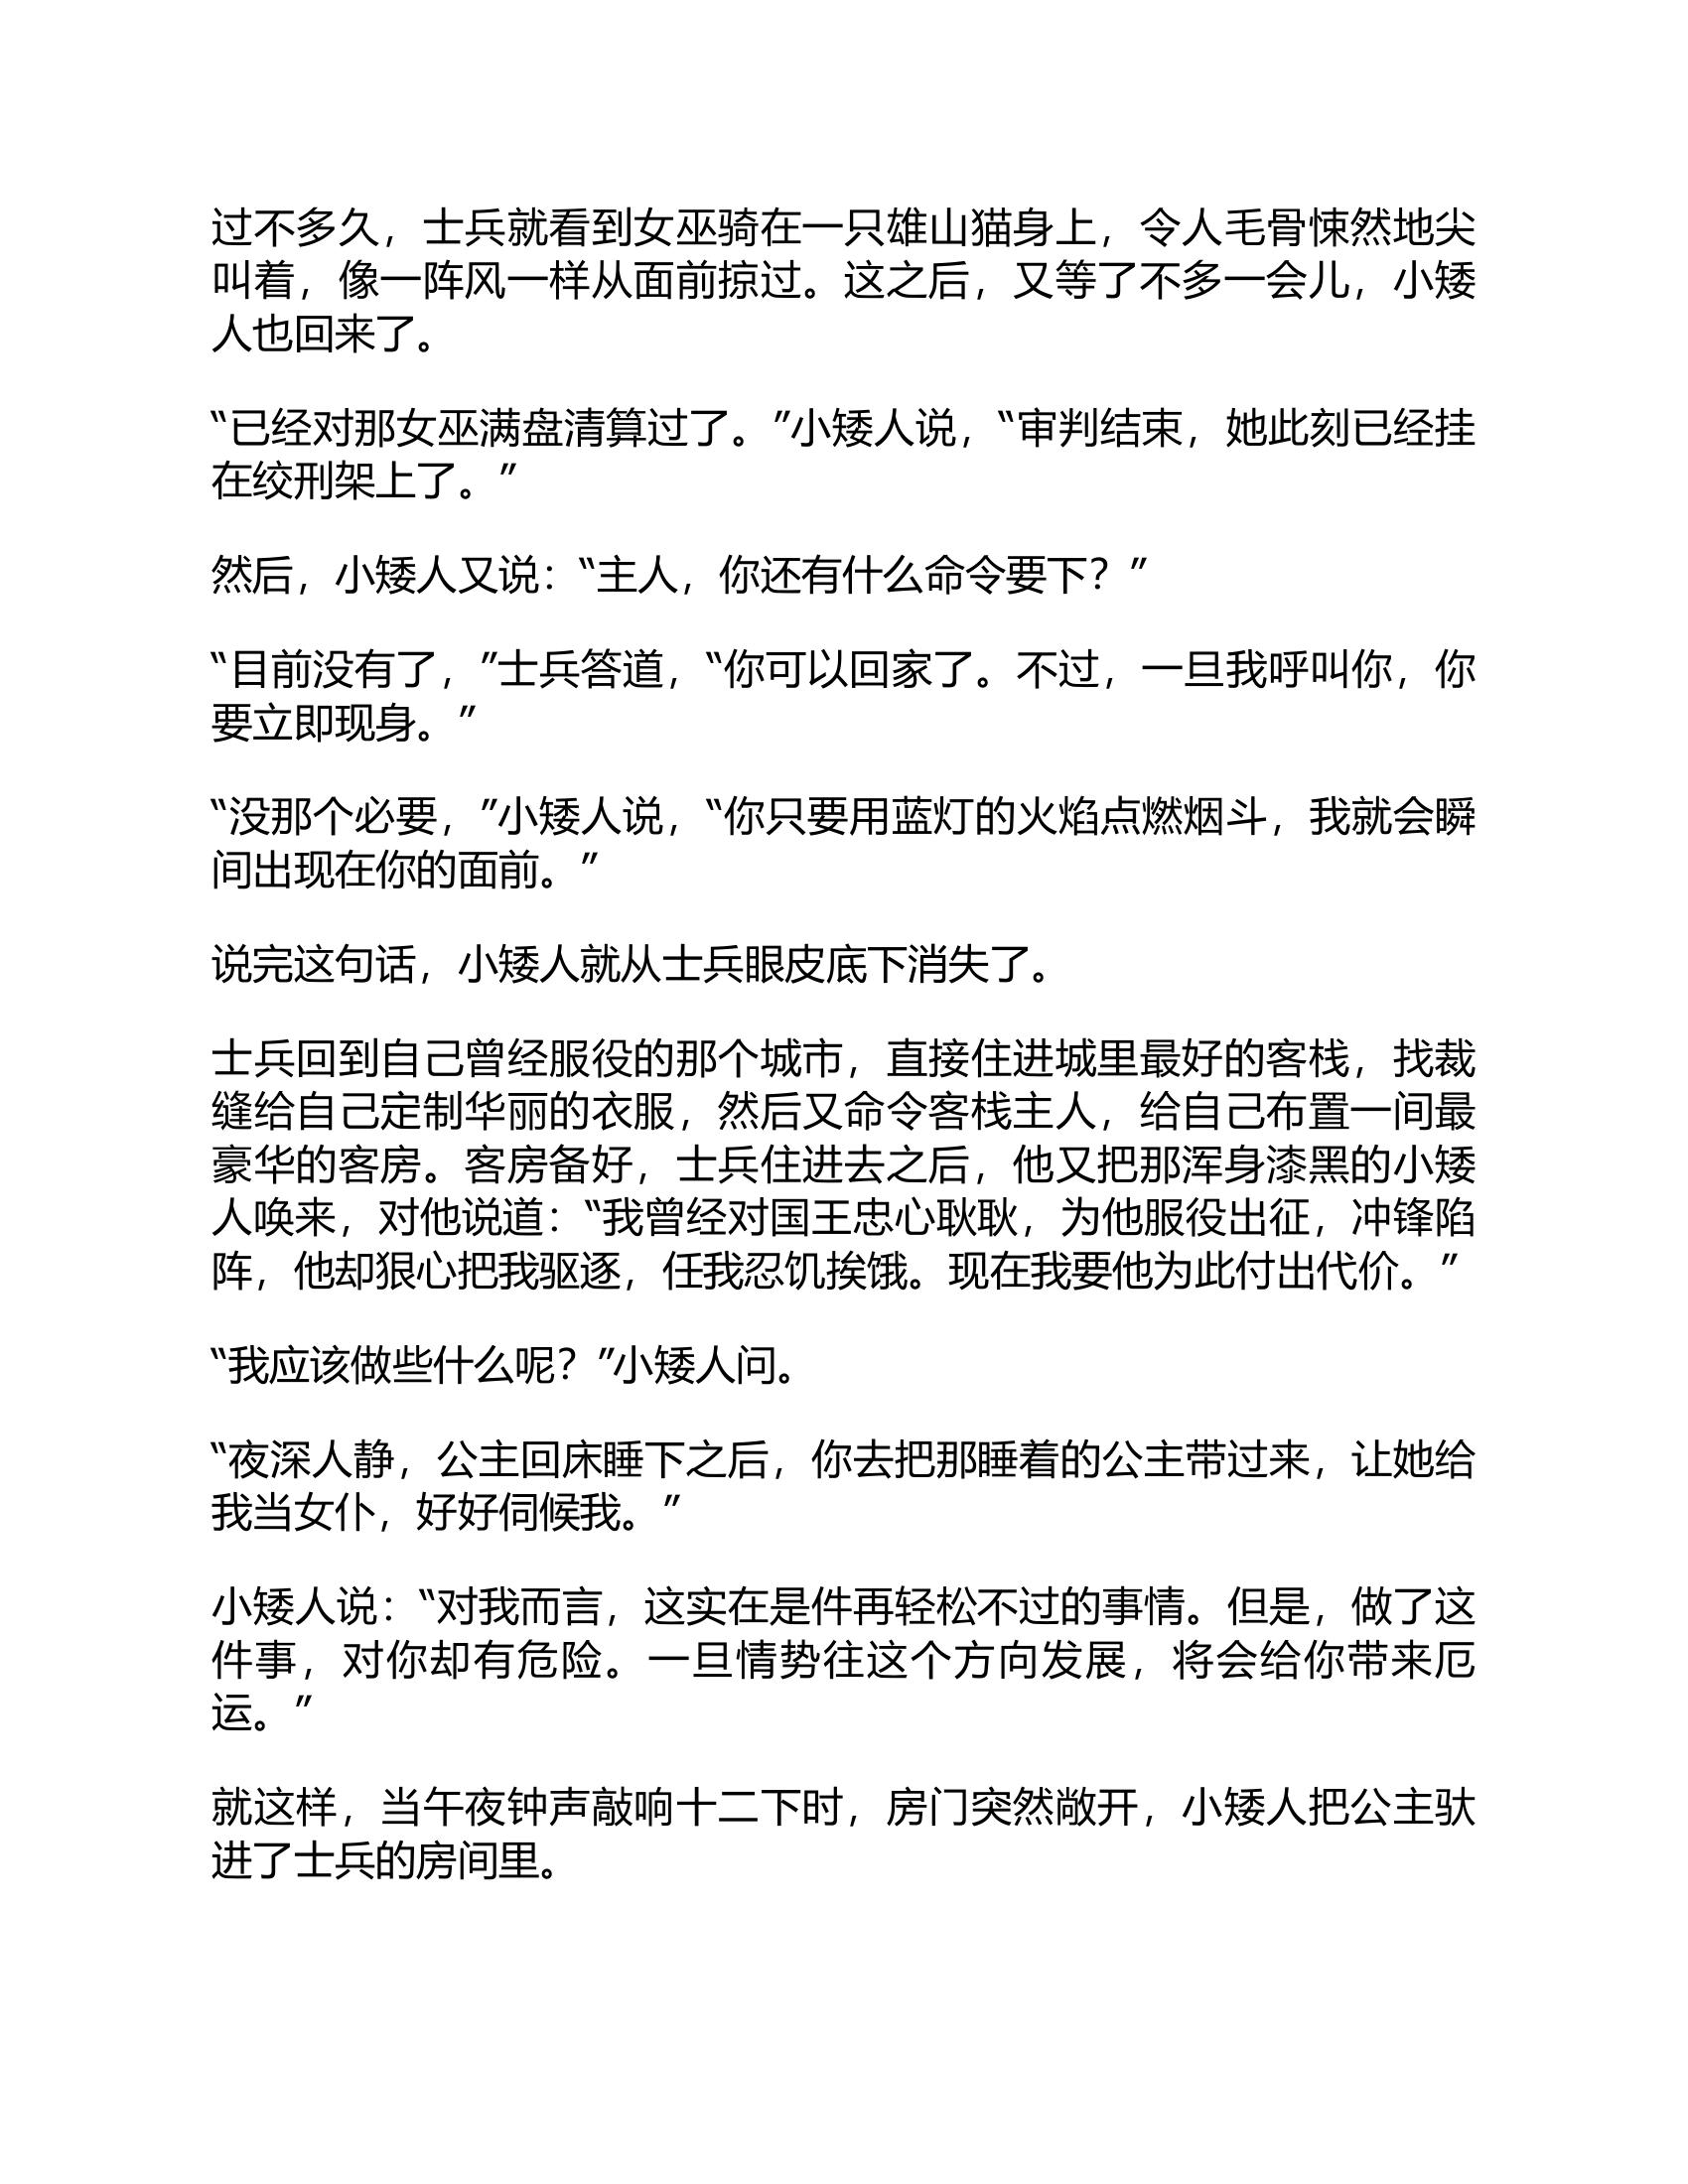 过不多久，士兵就看到女巫骑在一只雄山猫身上，令人毛骨悚然地尖
叫着，像一阵风一样从面前掠过。这之后，又等了不多一会儿，小矮
人也回来了。
“已经对那女巫满盘清算过了。”小矮人说，“审判结束，她此刻已经挂
在绞刑架上了。”
然后，小矮人又说：“主人，你还有什么命令要下？”
“目前没有了，”士兵答道，“你可以回家了。不过，一旦我呼叫你，你
要立即现身。”
“没那个必要，”小矮人说，“你只要用蓝灯的火焰点燃烟斗，我就会瞬
间出现在你的面前。”
说完这句话，小矮人就从士兵眼皮底下消失了。
士兵回到自己曾经服役的那个城市，直接住进城里最好的客栈，找裁
缝给自己定制华丽的衣服，然后又命令客栈主人，给自己布置一间最
豪华的客房。客房备好，士兵住进去之后，他又把那浑身漆黑的小矮
人唤来，对他说道：“我曾经对国王忠心耿耿，为他服役出征，冲锋陷
阵，他却狠心把我驱逐，任我忍饥挨饿。现在我要他为此付出代价。”
“我应该做些什么呢？”小矮人问。
“夜深人静，公主回床睡下之后，你去把那睡着的公主带过来，让她给
我当女仆，好好伺候我。”
小矮人说：“对我而言，这实在是件再轻松不过的事情。但是，做了这
件事，对你却有危险。一旦情势往这个方向发展，将会给你带来厄
运。”
就这样，当午夜钟声敲响十二下时，房门突然敞开，小矮人把公主驮
进了士兵的房间里。